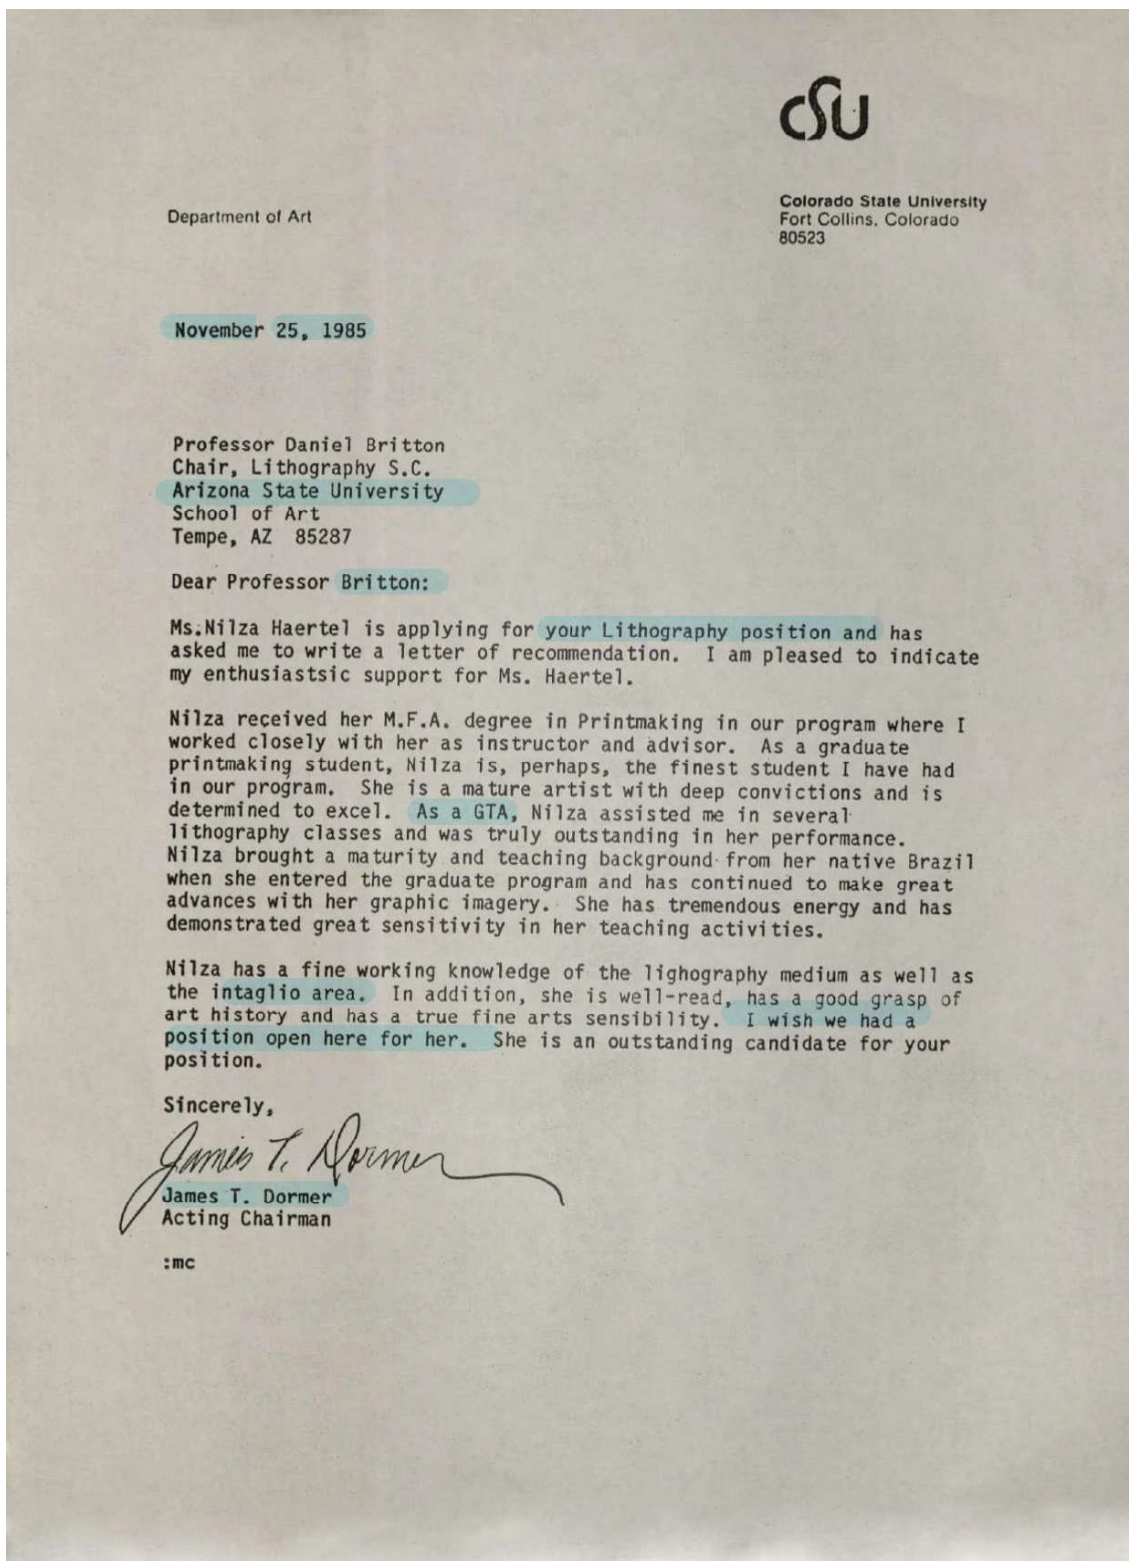 CSU
Department of Art
Colorado State University
Fort Collins, Colorado
80523
November 25, 1985
Professor Daniel Britton
Chair, Lithography S.C.
Arizona State University
School of Art
Tempe, AZ 85287
Dear Professor Britton:
Ms.Nilza Haertel is applying for your Lithography position and has
asked me to write a letter of recommendation. I am pleased to indicate
my enthusiastsic support for Ms. Haertel.
Nilza received her M.F.A. degree in Printmaking in our program where I
worked closely with her as instructor and advisor. As a graduate
printmaking student, Nilza is, perhaps, the finest student I have had
in our program. She is a mature artist with deep convictions and is
determined to excel. As a GTA, Nilza assisted me in several
lithography classes and was truly outstanding in her performance.
Nilza brought a maturity and teaching background from her native Brazil
when she entered the graduate program and has continued to make great
advances with her graphic imagery. She has tremendous energy and has
demonstrated great sensitivity in her teaching activities.
Nilza has a fine working knowledge of the lighography medium as well as
the intaglio area. In addition, she is well-read, has a good grasp of
art history and has a true fine arts sensibility. I wish we had a
position open here for her. She is an outstanding candidate for your
position.
Sincerely,
James T. Dormer
James T. Dormer
Acting Chairman
:mc